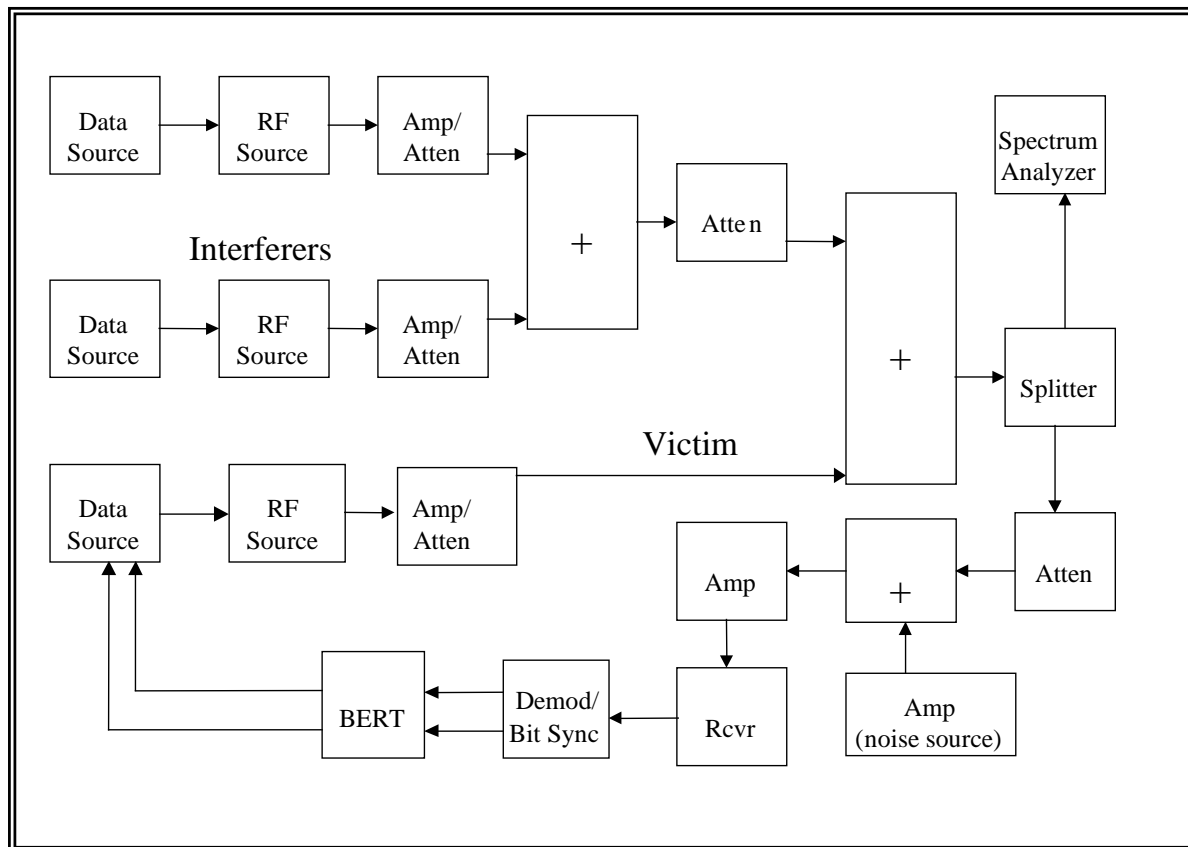 Data
Source
RF
Source
Amp/
Atten
+
Atten
+
Spectrum
Analyzer
Interferers
Data
Source
RF
Source
Amp/
Atten
Splitter
Victim
Data
Source
RF
Source
Amp/
Atten
Amp
+
Atten
BERT
Demod/
Bit Sync
Rcvr
Amp
(noise source)